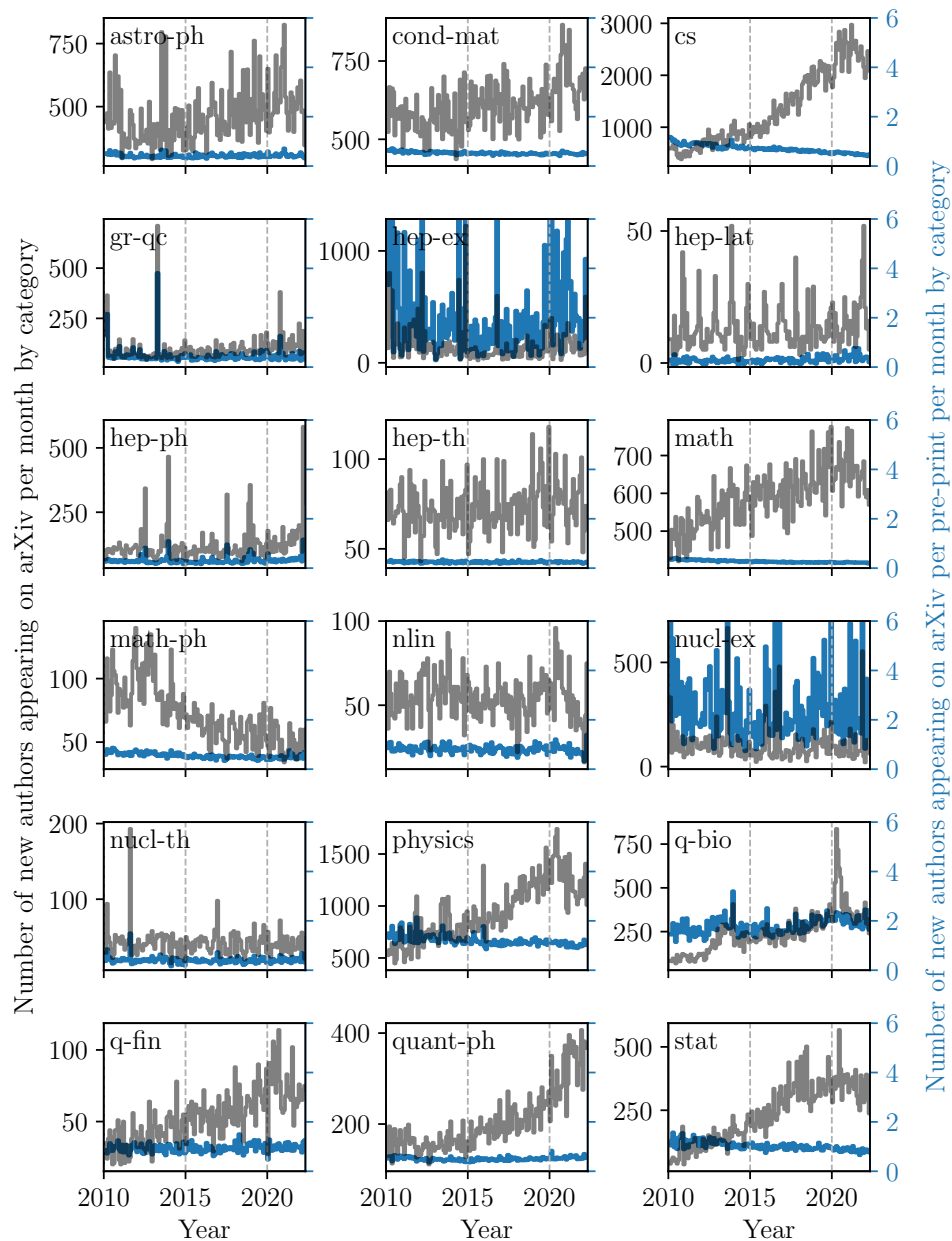 Number of new authors appearing on arXiv per month by category
Number of new authors appearing on arXiv per pre-print per month by category
astro-ph
750
500
cond-mat
750
500
cs
3000
2000
1000
6
4
2
0
gr-qc
500
250
hep-ex
1000
0
hep-lat
50
0
6
4
2
0
hep-ph
500
250
hep-th
100
50
math
700
600
500
6
4
2
0
math-ph
100
50
nlin
100
50
nucl-ex
500
0
6
4
2
0
nucl-th
200
100
physics
1500
1000
500
q-bio
750
500
250
6
4
2
0
q-fin
100
50
quant-ph
400
200
stat
500
250
6
4
2
0
2010 2015 2020
2010 2015 2020
2010 2015 2020
Year
Year
Year